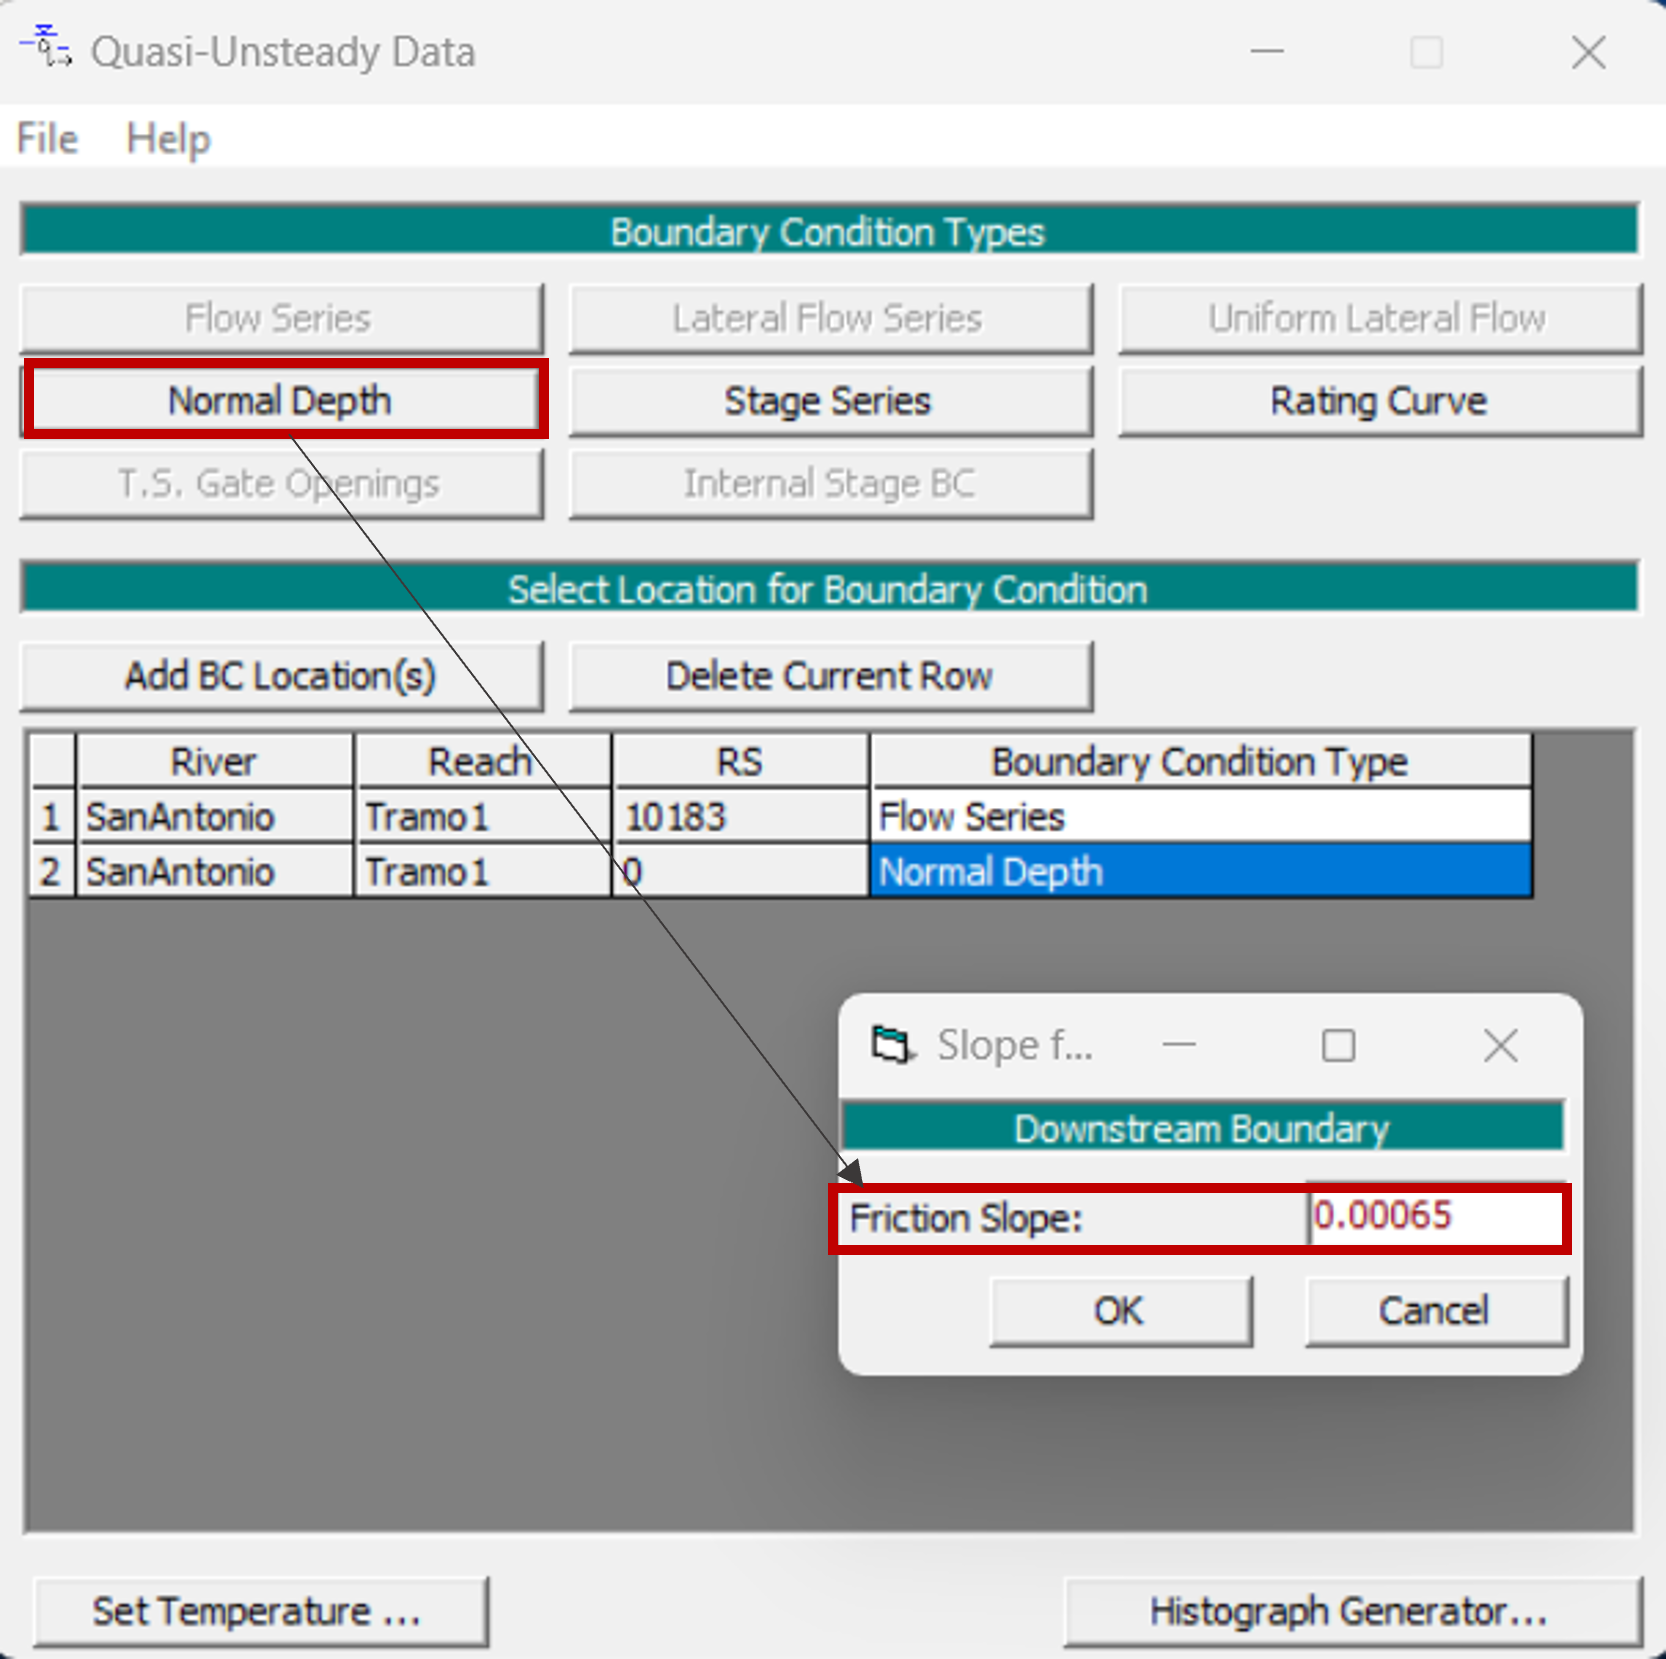 Quasi-Unsteady Data
File Help
Boundary Condition Types
Flow Series Lateral Flow Series Uniform Lateral Flow
Normal Depth Stage Series Rating Curve
T.S. Gate Openings Internal Stage BC
Select Location for Boundary Condition
Add BC Location(s) Delete Current Row
River Reach RS Boundary Condition Type
1 SanAntonio Tramo1 10183 Flow Series
2 SanAntonio Tramo1 0 Normal Depth
Slope f...
Downstream Boundary
Friction Slope: 0.00065
OK Cancel
Set Temperature ... Histograph Generator...